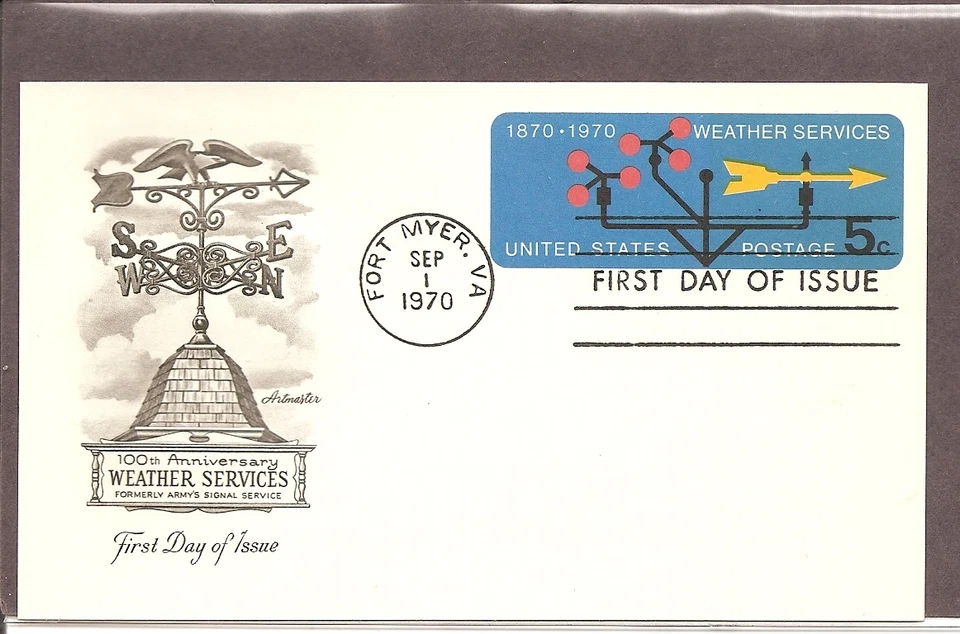 1870 · 1970 WEATHER SERVICES
UNITED STATES POSTAGE 5c
FORT MYER, VA
SEP
1
1970
FIRST DAY OF ISSUE
S E
W N
Artmaster
100th Anniversary
WEATHER SERVICES
FORMERLY ARMY'S SIGNAL SERVICE
First Day of Issue